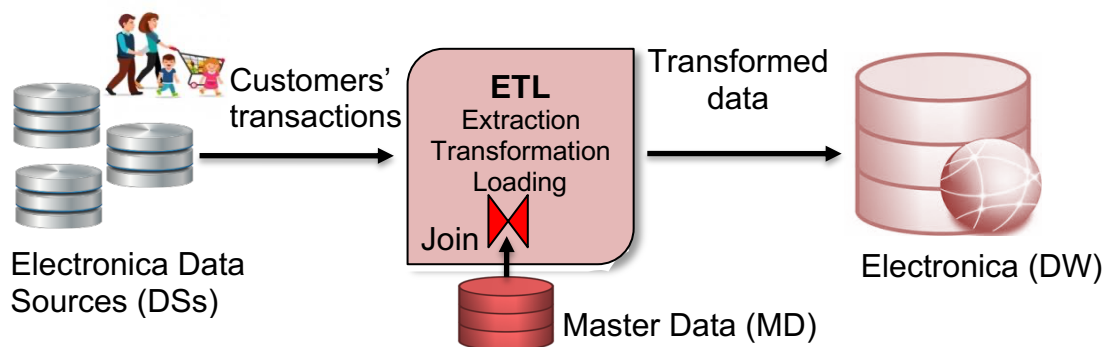 Customers’
transactions
ETL
Extraction
Transformation
Loading
Join
Transformed
data
Electronica Data
Sources (DSs)
Master Data (MD)
Electronica (DW)